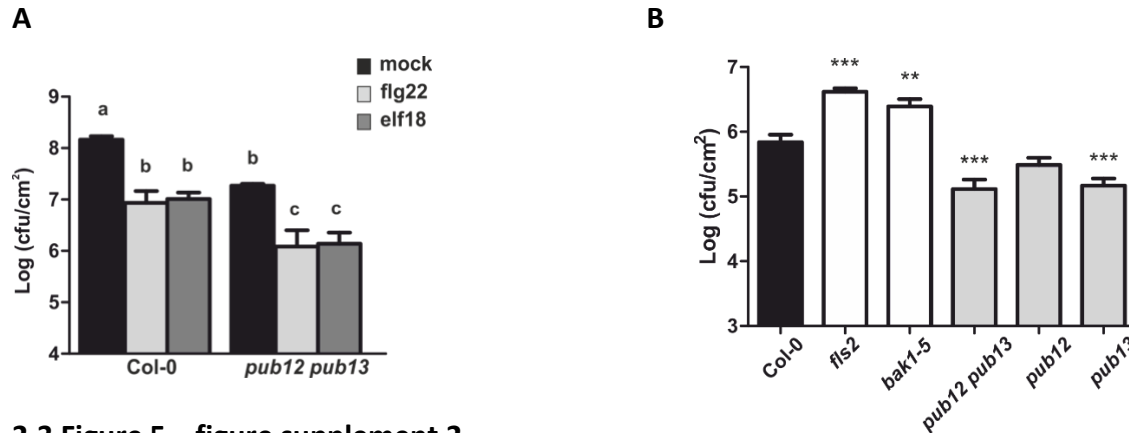 A
mock
flg22
elf18
9
8
7
6
5
4
Log (cfu/cm²)
a
b
b
b
c
c
Col-0
pub12 pub13
B
7
6
5
4
3
Log (cfu/cm²)
***
**
***
***
Col-0
fls2
bak1-5
pub12 pub13
pub12
pub13